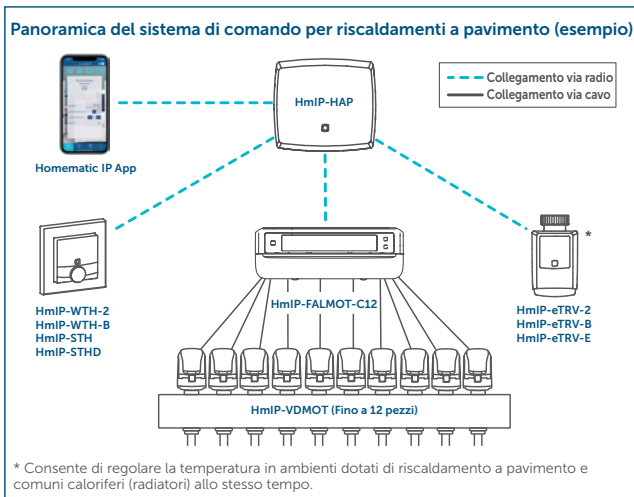 Panoramica del sistema di comando per riscaldamenti a pavimento (esempio)
HmIP-HAP
Collegamento via radio
Collegamento via cavo
Homematic IP App
*
HmIP-WTH-2
HmIP-WTH-B
HmIP-STH
HmIP-STHD
HmIP-FALMOT-C12
HmIP-eTRV-2
HmIP-eTRV-B
HmIP-eTRV-E
HmIP-VDMOT (Fino a 12 pezzi)
* Consente di regolare la temperatura in ambienti dotati di riscaldamento a pavimento e
comuni caloriferi (radiatori) allo stesso tempo.